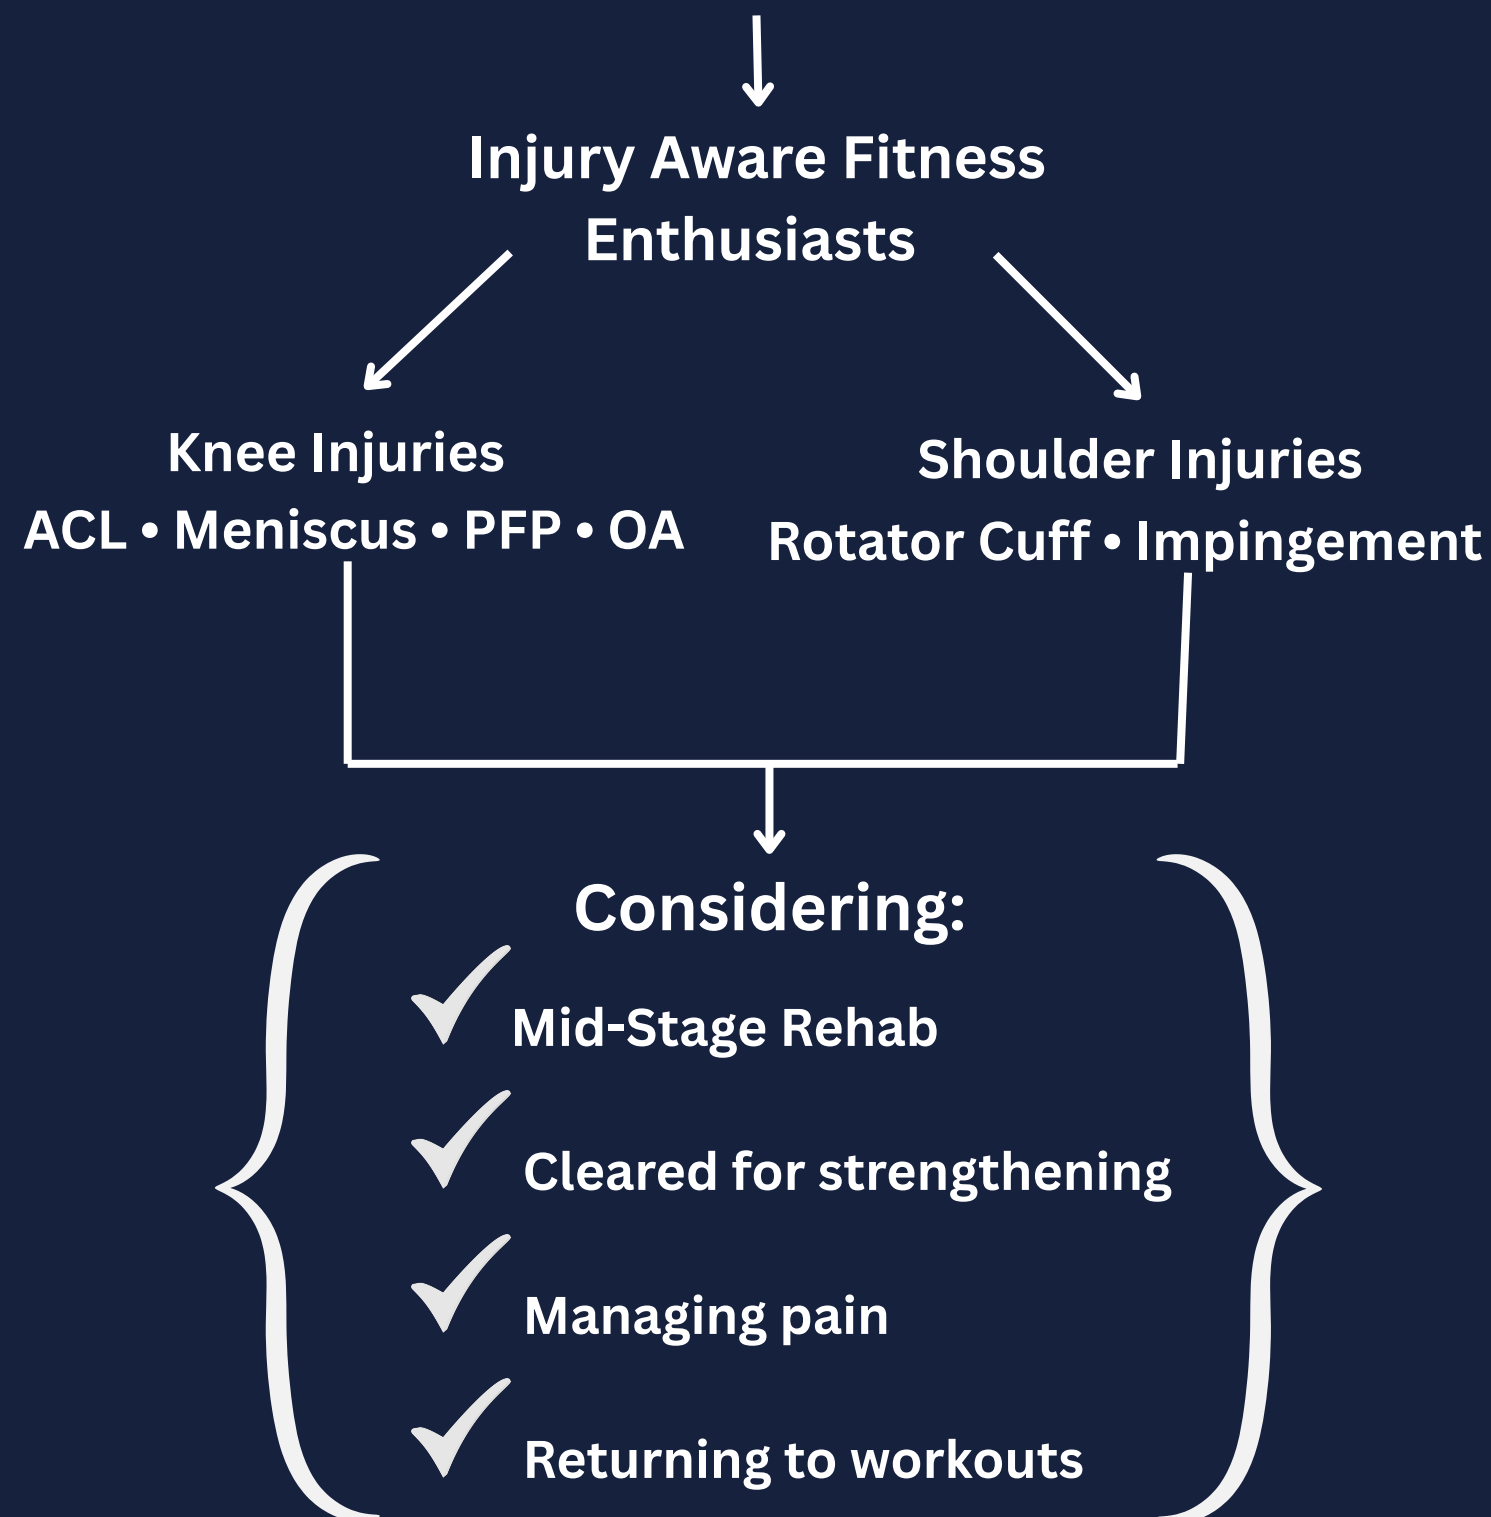 Injury Aware Fitness
Enthusiasts
Knee Injuries
ACL • Meniscus • PFP • OA
Shoulder Injuries
Rotator Cuff • Impingement
Considering:
Mid-Stage Rehab
Cleared for strengthening
Managing pain
Returning to workouts